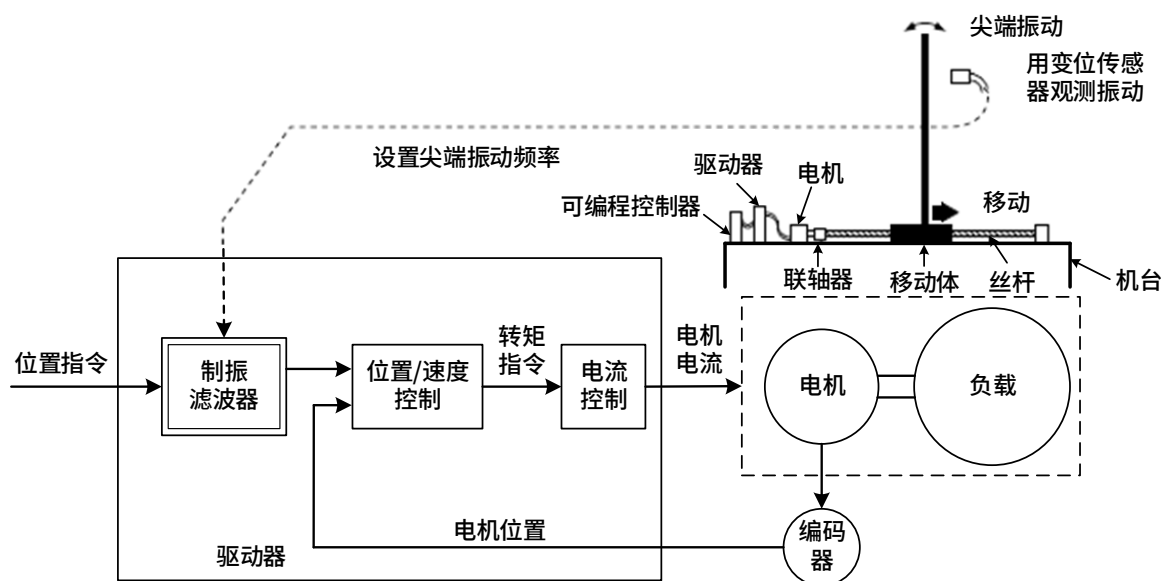 尖端振动
用变位传感
器观测振动
设置尖端振动频率
驱动器
电机
可编程控制器
移动
联轴器
移动体
丝杆
机台
位置指令
制振
滤波器
位置/速度
控制
转矩
指令
电流
控制
电机
电流
电机
负载
电机位置
编码
器
驱动器